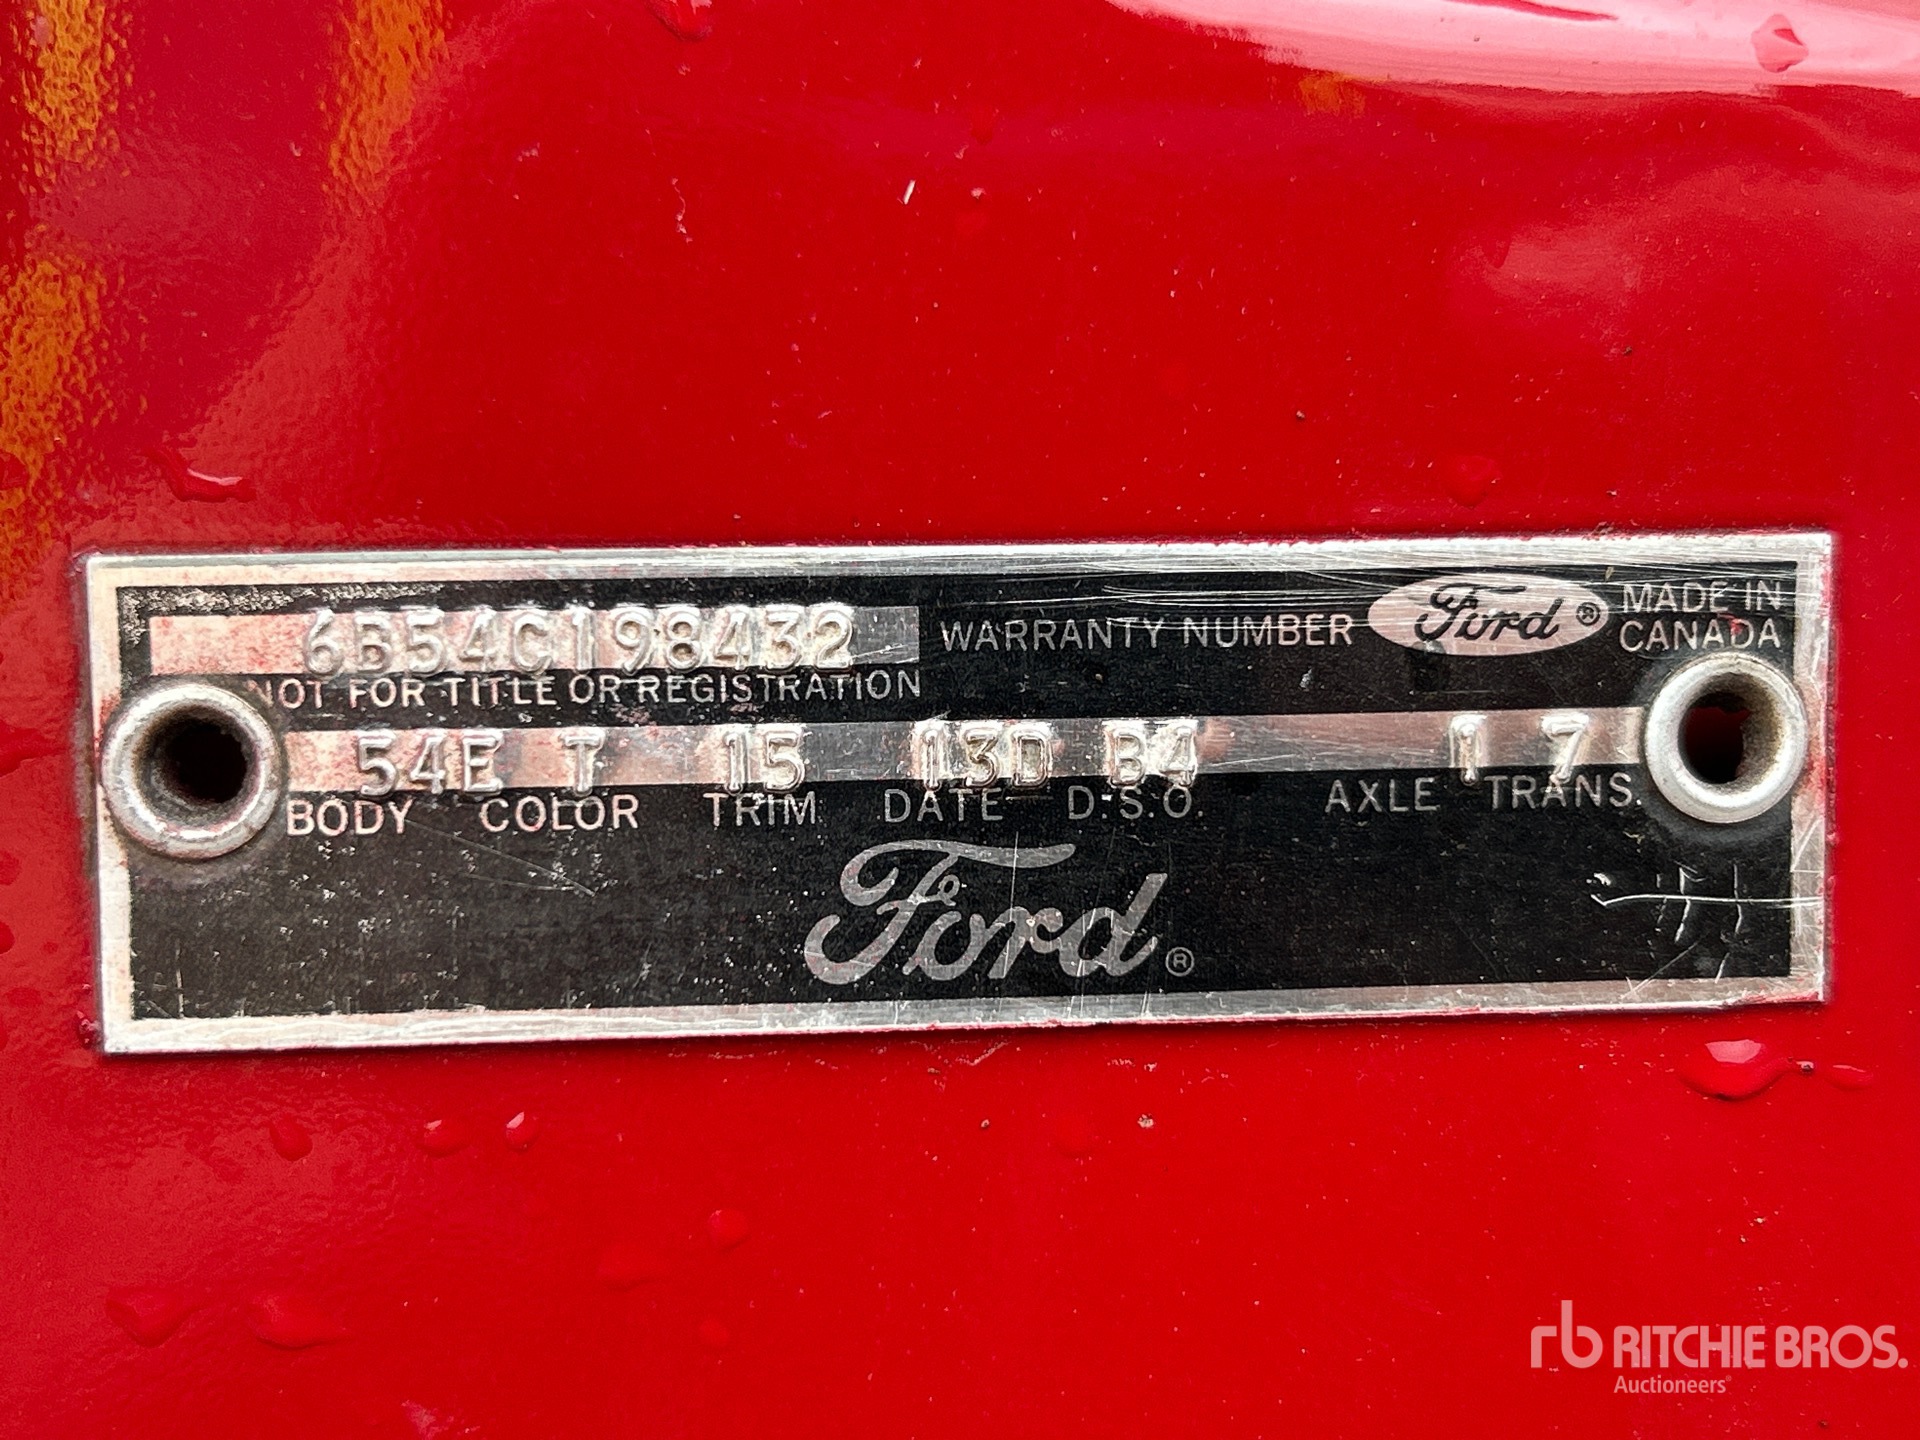 6B54C198432 WARRANTY NUMBER Ford ® MADE IN CANADA
NOT FOR TITLE OR REGISTRATION
54E T 15 13D B4 1 7
BODY COLOR TRIM DATE D.S.O. AXLE TRANS.
Ford ®
rb RITCHIE BROS.
Auctioneers